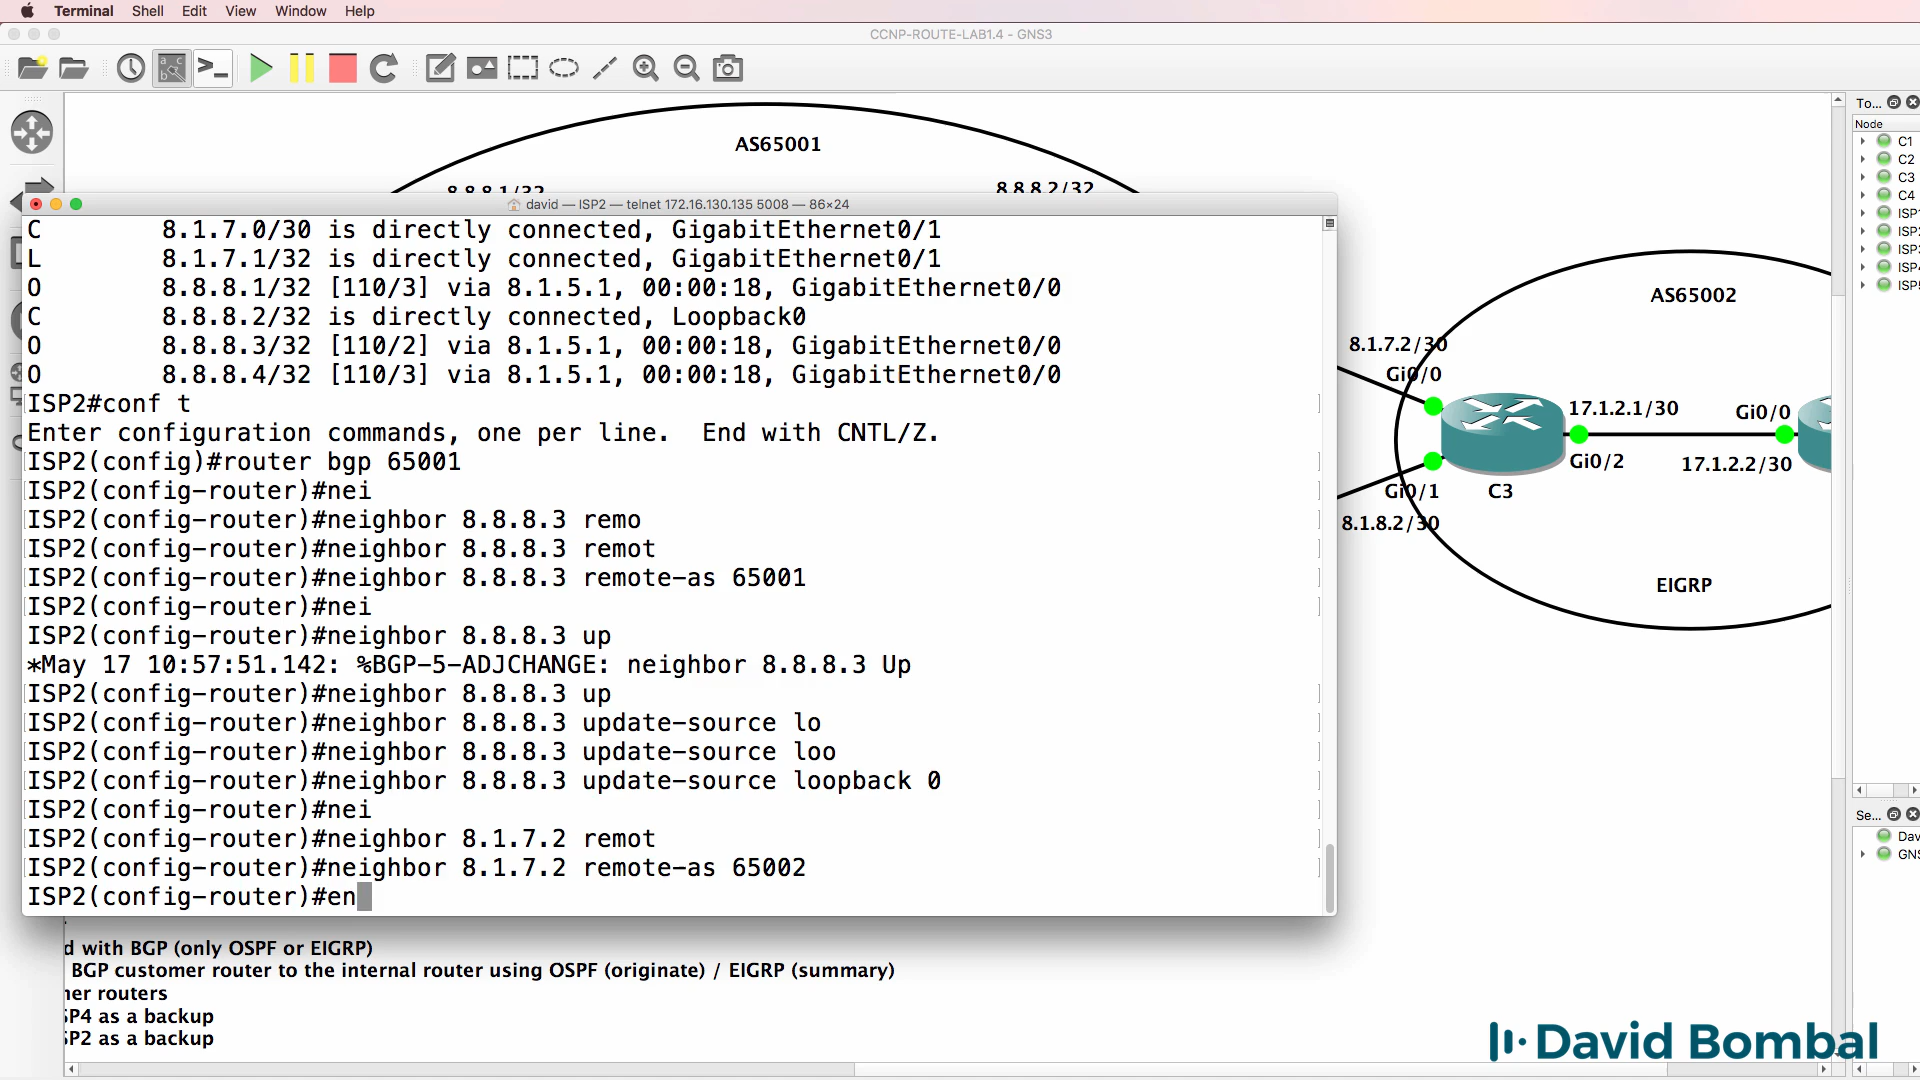 Terminal Shell Edit View Window Help
CCNP-ROUTE-LAB1.4 - GNS3
AS65001
8.8.8.1/32
8.8.8.2/32
david — ISP2 — telnet 172.16.130.135 5008 — 86×24
C        8.1.7.0/30 is directly connected, GigabitEthernet0/1
L        8.1.7.1/32 is directly connected, GigabitEthernet0/1
O        8.8.8.1/32 [110/3] via 8.1.5.1, 00:00:18, GigabitEthernet0/0
C        8.8.8.2/32 is directly connected, Loopback0
O        8.8.8.3/32 [110/2] via 8.1.5.1, 00:00:18, GigabitEthernet0/0
O        8.8.8.4/32 [110/3] via 8.1.5.1, 00:00:18, GigabitEthernet0/0
ISP2#conf t
Enter configuration commands, one per line.  End with CNTL/Z.
ISP2(config)#router bgp 65001
ISP2(config-router)#nei
ISP2(config-router)#neighbor 8.8.8.3 remo
ISP2(config-router)#neighbor 8.8.8.3 remot
ISP2(config-router)#neighbor 8.8.8.3 remote-as 65001
ISP2(config-router)#nei
ISP2(config-router)#neighbor 8.8.8.3 up
*May 17 10:57:51.142: %BGP-5-ADJCHANGE: neighbor 8.8.8.3 Up
ISP2(config-router)#neighbor 8.8.8.3 up
ISP2(config-router)#neighbor 8.8.8.3 update-source lo
ISP2(config-router)#neighbor 8.8.8.3 update-source loo
ISP2(config-router)#neighbor 8.8.8.3 update-source loopback 0
ISP2(config-router)#nei
ISP2(config-router)#neighbor 8.1.7.2 remot
ISP2(config-router)#neighbor 8.1.7.2 remote-as 65002
ISP2(config-router)#en
AS65002
8.1.7.2/30
Gi0/0
17.1.2.1/30
Gi0/0
Gi0/2
17.1.2.2/30
Gi0/1
C3
8.1.8.2/30
EIGRP
d with BGP (only OSPF or EIGRP)
BGP customer router to the internal router using OSPF (originate) / EIGRP (summary)
ner routers
SP4 as a backup
SP2 as a backup
To...
Node
C1
C2
C3
C4
ISP
ISP
ISP
ISP
ISP
Se...
Dav
GNS
David Bombal